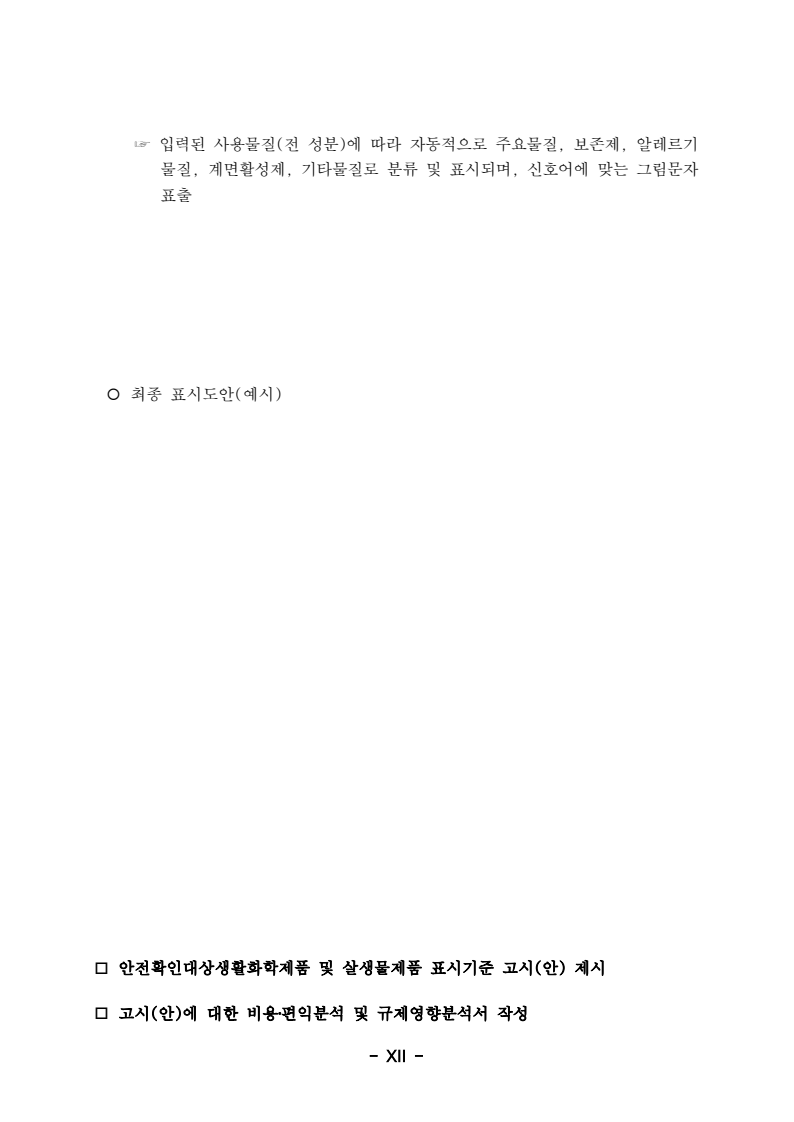 ☞ 입력된 사용물질(전 성분)에 따라 자동적으로 주요물질, 보존제, 알레르기
물질, 계면활성제, 기타물질로 분류 및 표시되며, 신호어에 맞는 그림문자
표출
○ 최종 표시도안(예시)
□ 안전확인대상생활화학제품 및 살생물제품 표시기준 고시(안) 제시
□ 고시(안)에 대한 비용·편익분석 및 규제영향분석서 작성
- XII -